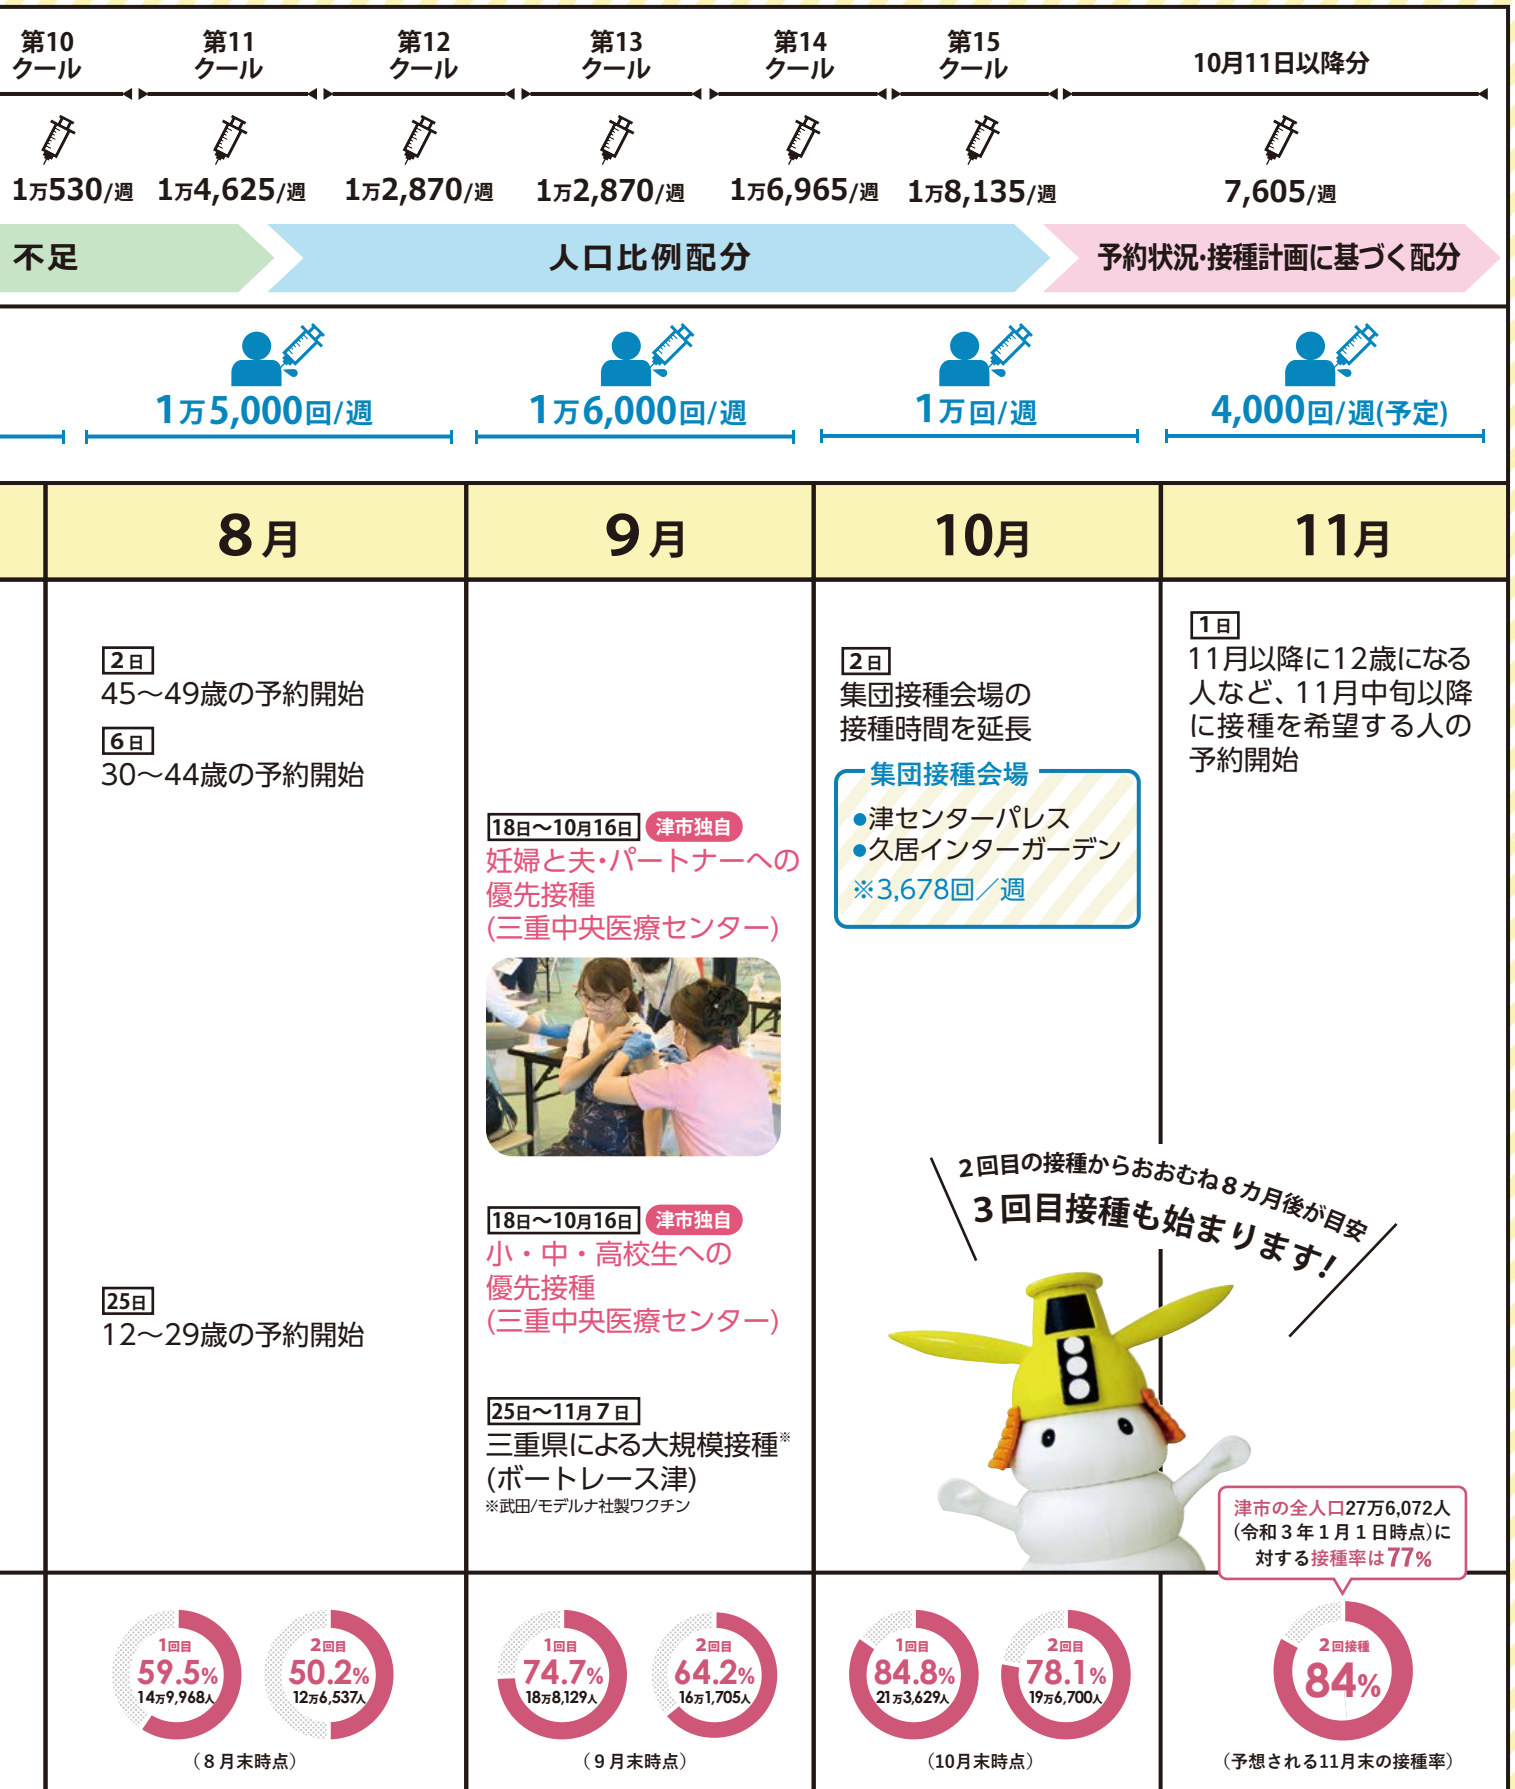 第10
クール
第11
クール
第12
クール
第13
クール
第14
クール
第15
クール
10月11日以降分
1万530/週
1万4,625/週
1万2,870/週
1万2,870/週
1万6,965/週
1万8,135/週
7,605/週
不足
人口比例配分
予約状況・接種計画に基づく配分
1万5,000回/週
1万6,000回/週
1万回/週
4,000回/週(予定)
8月
9月
10月
11月
2日
45～49歳の予約開始
6日
30～44歳の予約開始
25日
12～29歳の予約開始
18日～10月16日 津市独自
妊婦と夫・パートナーへの
優先接種
(三重中央医療センター)
18日～10月16日 津市独自
小・中・高校生への
優先接種
(三重中央医療センター)
25日～11月7日
三重県による大規模接種※
(ボートレース津)
※武田/モデルナ社製ワクチン
2日
集団接種会場の
接種時間を延長
集団接種会場
●津センターパレス
●久居インターガーデン
※3,678回／週
1日
11月以降に12歳になる
人など、11月中旬以降
に接種を希望する人の
予約開始
2回目の接種からおおむね8カ月後が目安
3回目接種も始まります!
津市の全人口27万6,072人
(令和3年1月1日時点)に
対する接種率は77%
1回目
59.5%
14万9,968人
2回目
50.2%
12万6,537人
(8月末時点)
1回目
74.7%
18万8,129人
2回目
64.2%
16万1,705人
(9月末時点)
1回目
84.8%
21万3,629人
2回目
78.1%
19万6,700人
(10月末時点)
2回接種
84%
(予想される11月末の接種率)